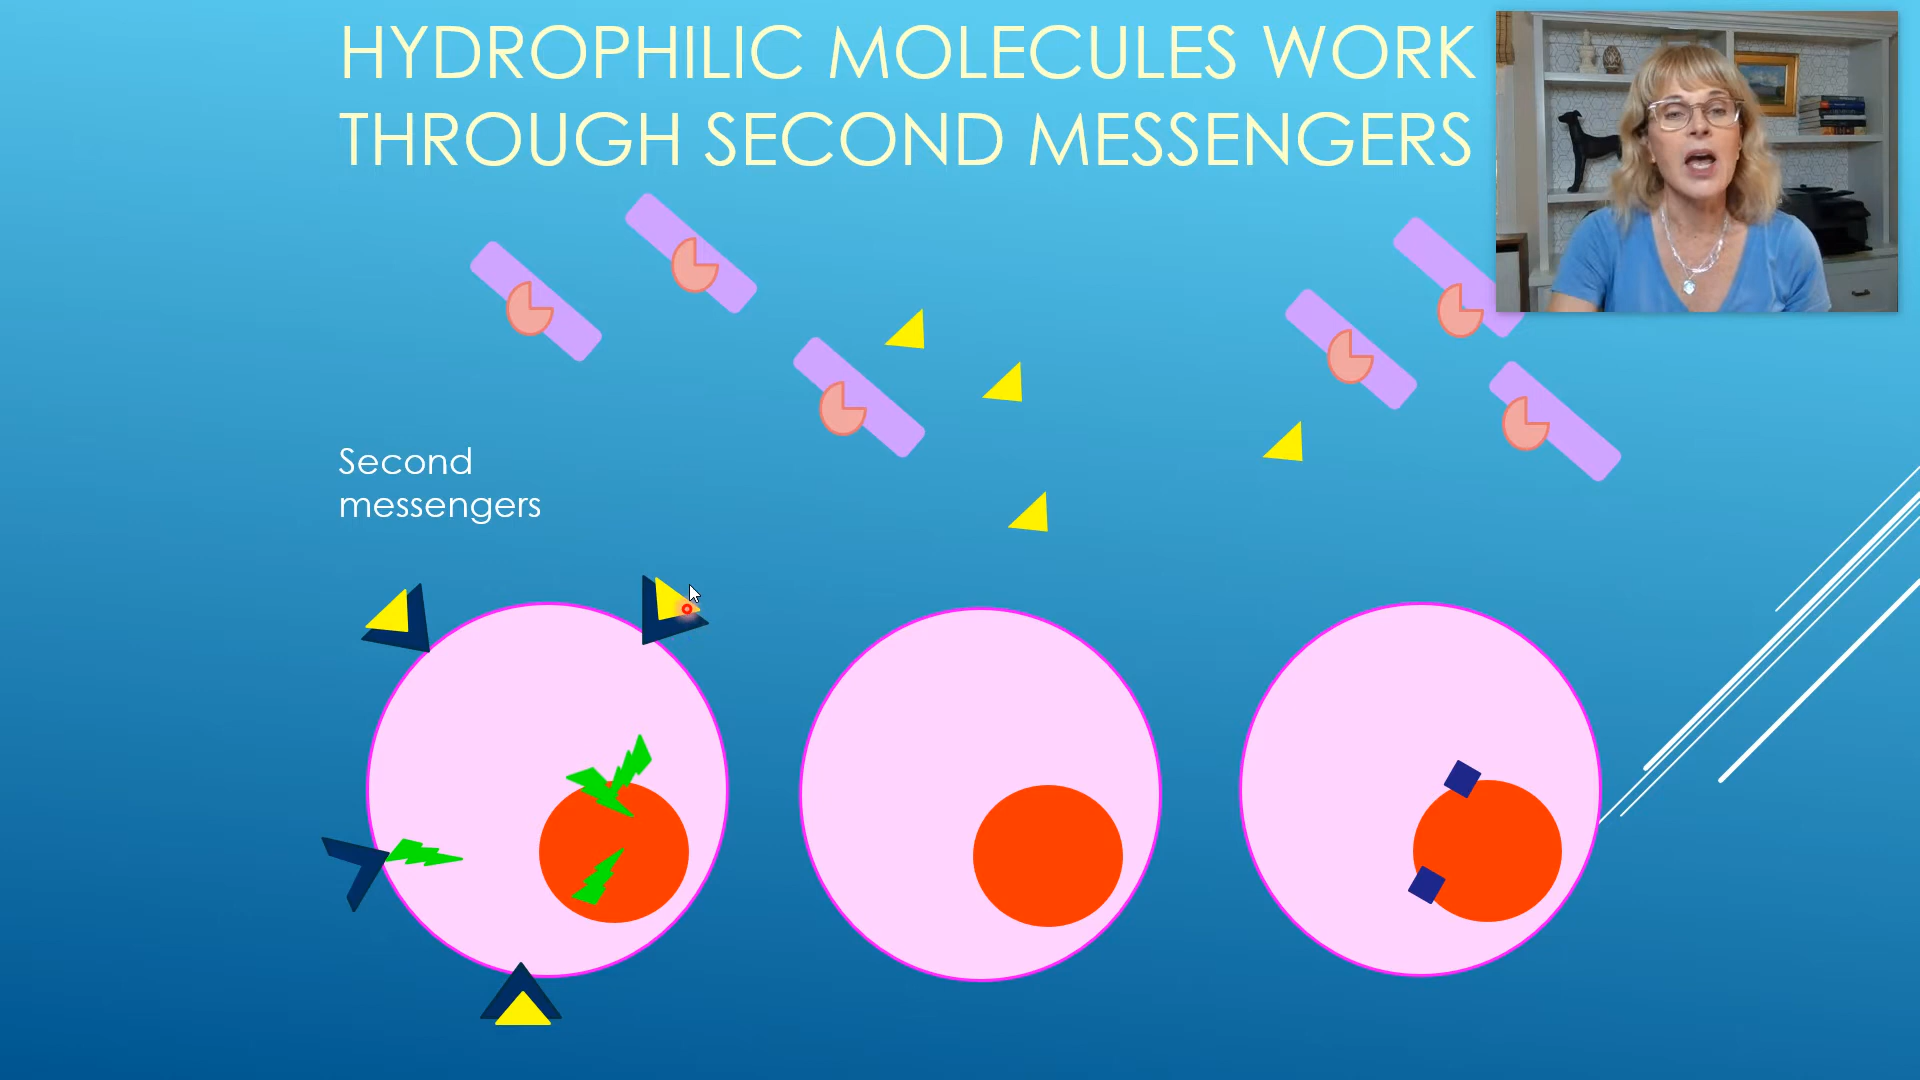 HYDROPHILIC MOLECULES WORK
THROUGH SECOND MESSENGERS
Second
messengers